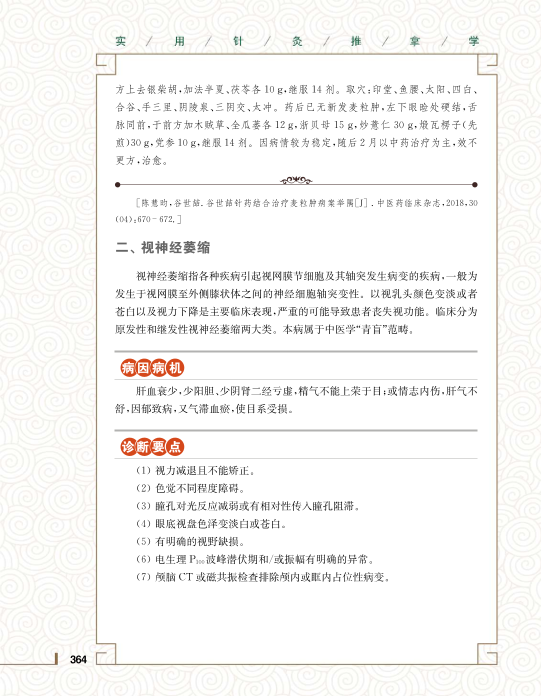 实 / 用 / 针 / 灸 / 推 / 拿 / 学
方上去银柴胡,加法半夏、茯苓各 10 g,继服 14 剂。取穴:印堂、鱼腰、太阳、四白、
合谷、手三里、阴陵泉、三阴交、太冲。药后已无新发麦粒肿,左下眼睑处硬结,舌
脉同前,于前方加木贼草、全瓜蒌各 12 g,浙贝母 15 g,炒薏仁 30 g,煅瓦楞子(先
煎)30 g,党参 10 g,继服 14 剂。因病情较为稳定,随后 2 月以中药治疗为主,效不
更方,治愈。
[陈慧昀,谷世喆.谷世喆针药结合治疗麦粒肿病案举隅[J].中医药临床杂志,2018,30
(04):670-672.]
二、视神经萎缩
视神经萎缩指各种疾病引起视网膜节细胞及其轴突发生病变的疾病,一般为
发生于视网膜至外侧膝状体之间的神经细胞轴突变性。以视乳头颜色变淡或者
苍白以及视力下降是主要临床表现,严重的可能导致患者丧失视功能。临床分为
原发性和继发性视神经萎缩两大类。本病属于中医学“青盲”范畴。
病因病机
肝血衰少,少阳胆、少阴肾二经亏虚,精气不能上荣于目;或情志内伤,肝气不
舒,因郁致病,又气滞血瘀,使目系受损。
诊断要点
(1) 视力减退且不能矫正。
(2) 色觉不同程度障碍。
(3) 瞳孔对光反应减弱或有相对性传入瞳孔阻滞。
(4) 眼底视盘色泽变淡白或苍白。
(5) 有明确的视野缺损。
(6) 电生理 P₁₀₀波峰潜伏期和/或振幅有明确的异常。
(7) 颅脑 CT 或磁共振检查排除颅内或眶内占位性病变。
364